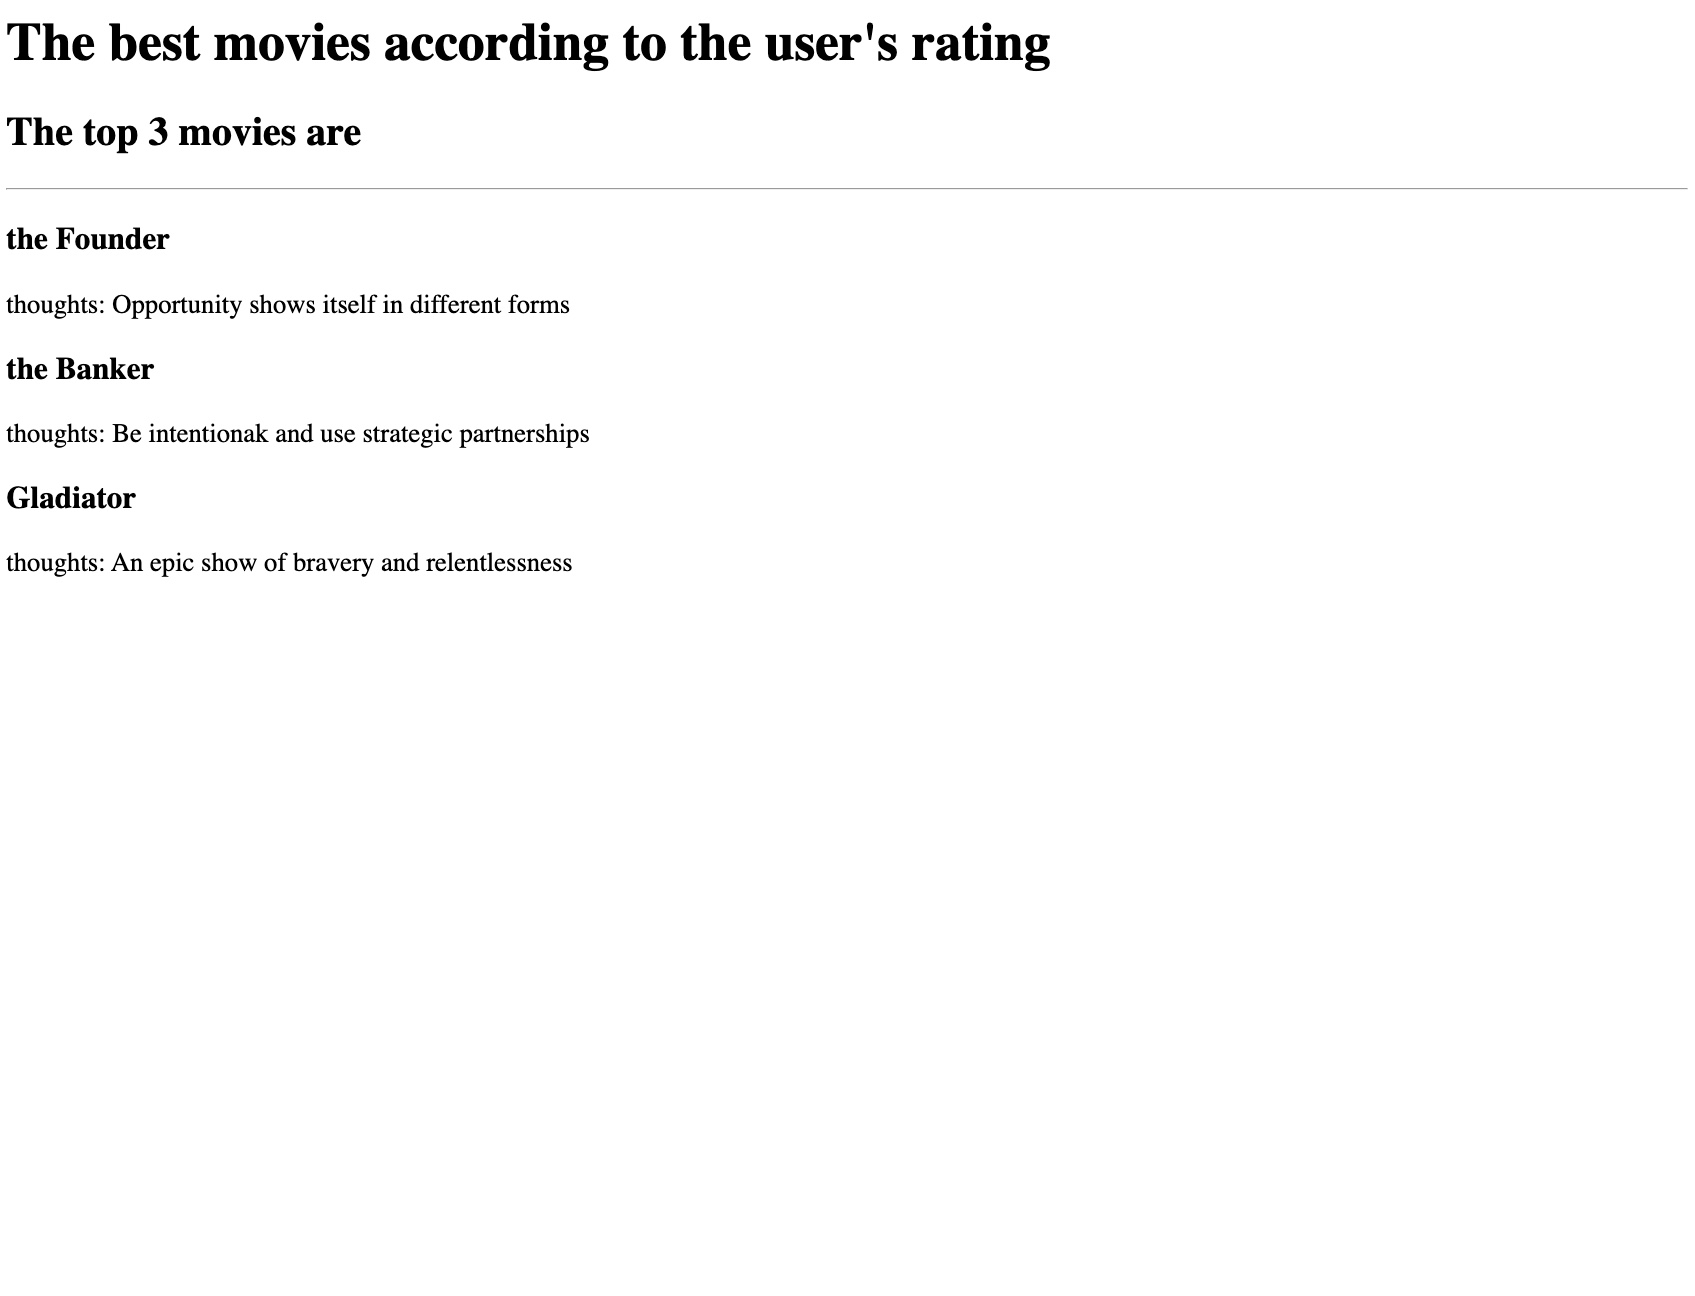 The best movies according to the user's rating
The top 3 movies are
the Founder
thoughts: Opportunity shows itself in different forms
the Banker
thoughts: Be intentionak and use strategic partnerships
Gladiator
thoughts: An epic show of bravery and relentlessness